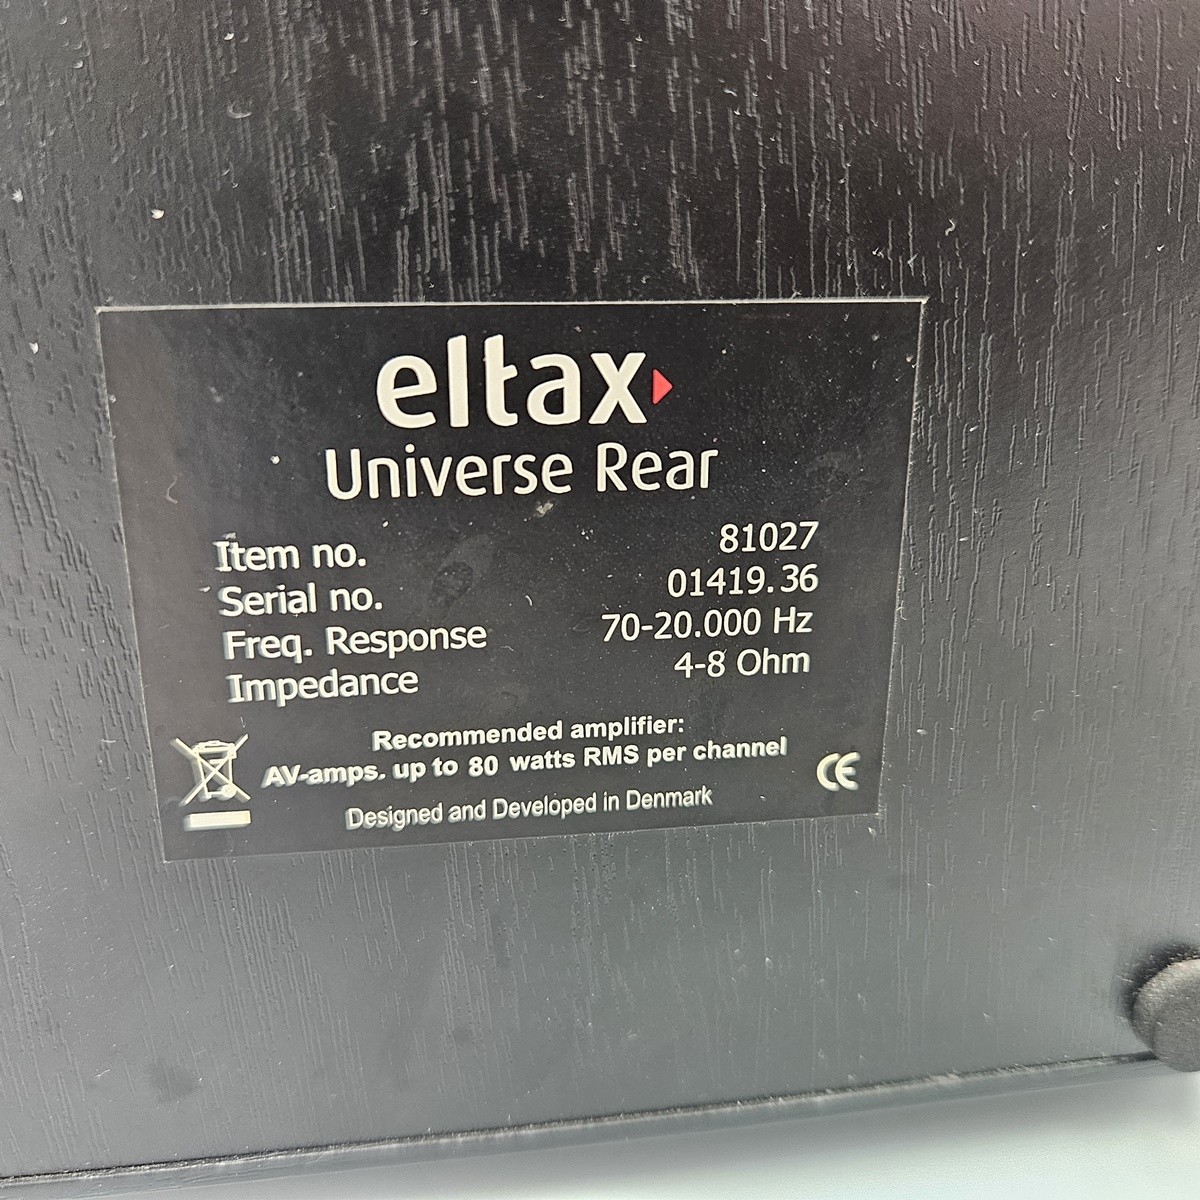 eltax
Universe Rear
Item no. 81027
Serial no. 01419.36
Freq. Response 70-20.000 Hz
Impedance 4-8 Ohm
Recommended amplifier:
AV-amps. up to 80 watts RMS per channel
Designed and Developed in Denmark
CE